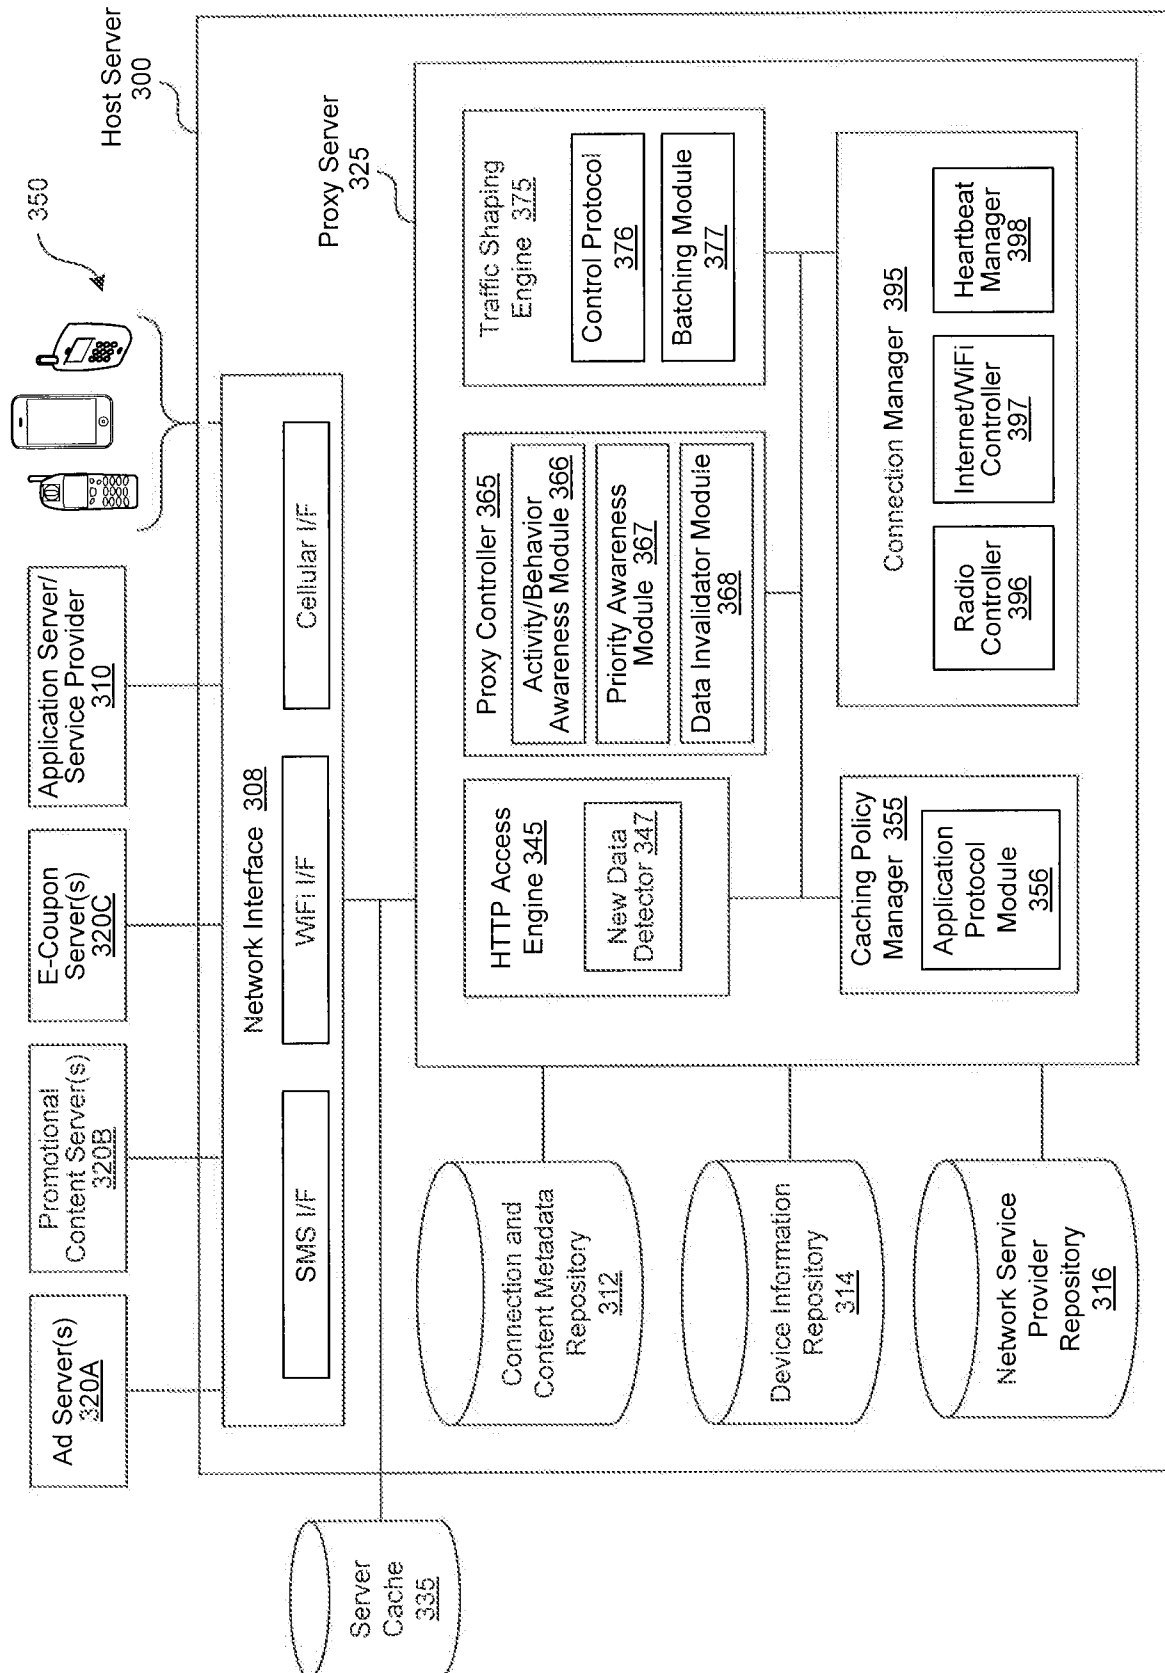 Ad Server(s)
320A
Promotional
Content Server(s)
320B
E-Coupon
Server(s)
320C
Application Server/
Service Provider
310
350
Host Server
300
Network Interface 308
SMS I/F
WiFi I/F
Cellular I/F
Server
Cache
335
Proxy Server
325
Connection and
Content Metadata
Repository
312
Device Information
Repository
314
Network Service
Provider
Repository
316
HTTP Access
Engine 345
New Data
Detector 347
Proxy Controller 365
Activity/Behavior
Awareness Module 366
Priority Awareness
Module 367
Data Invalidator Module
368
Traffic Shaping
Engine 375
Control Protocol
376
Batching Module
377
Caching Policy
Manager 355
Application
Protocol
Module
356
Connection Manager 395
Radio
Controller
396
Internet/WiFi
Controller
397
Heartbeat
Manager
398